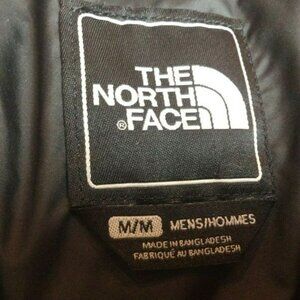 THE
NORTH
®FACE
M/M MENS/HOMMES
MADE IN BANGLADESH
FABRIQUÉ AU BANGLADESH